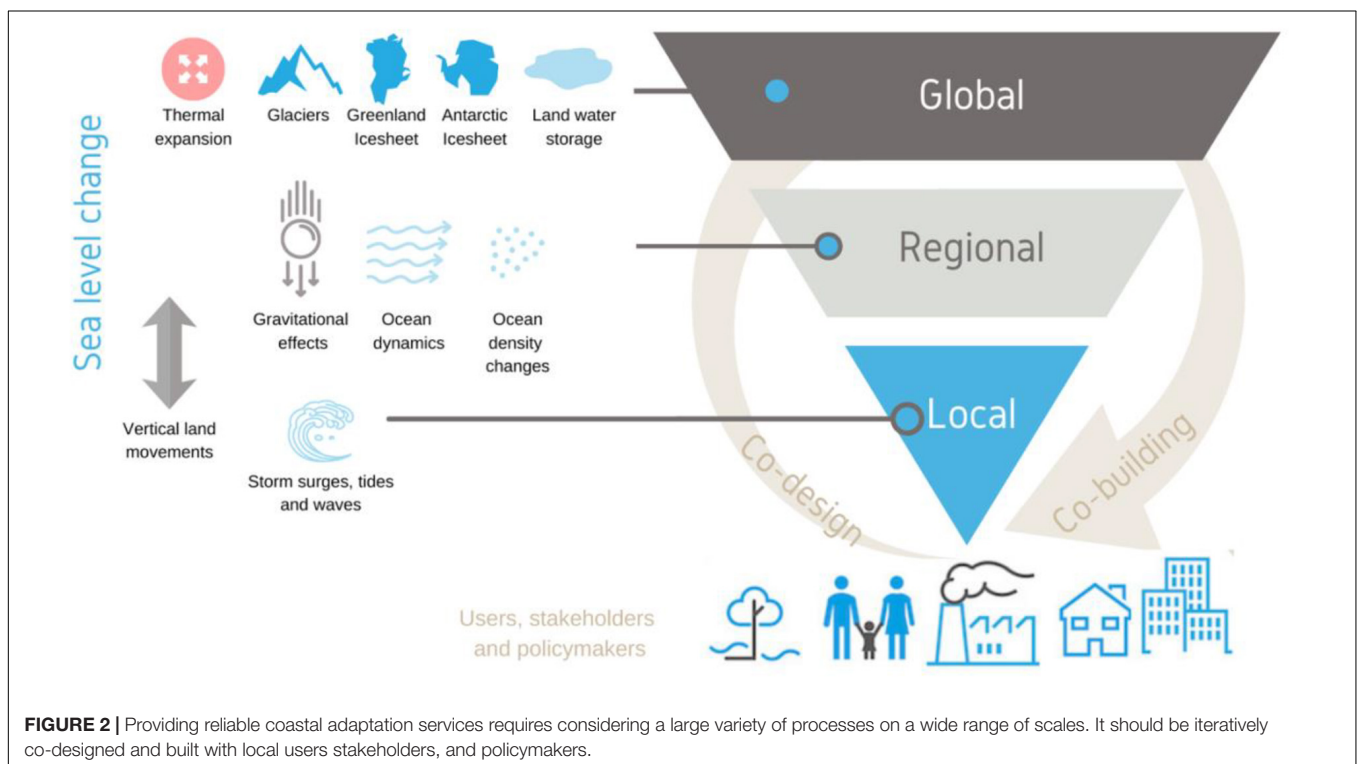 Sea level change
Thermal
expansion
Glaciers
Greenland
Icesheet
Antarctic
Icesheet
Land water
storage
Global
Gravitational
effects
Ocean
dynamics
Ocean
density
changes
Regional
Vertical land
movements
Storm surges, tides
and waves
Local
Co-design
Co-building
Users, stakeholders
and policymakers
FIGURE 2 | Providing reliable coastal adaptation services requires considering a large variety of processes on a wide range of scales. It should be iteratively
co-designed and built with local users stakeholders, and policymakers.